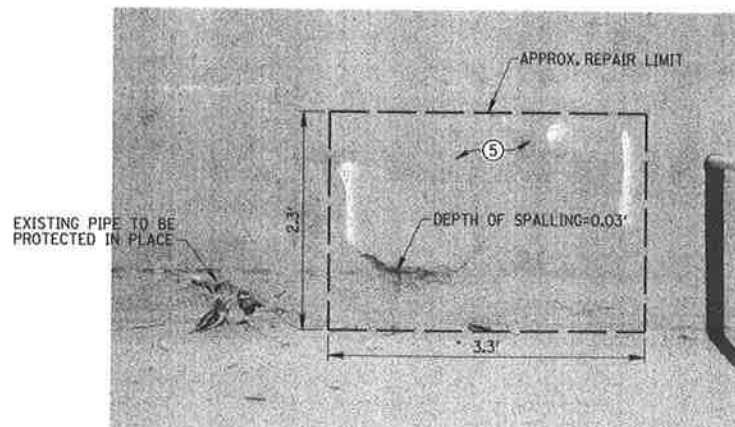 APPROX. REPAIR LIMIT
5
2.3'
DEPTH OF SPALLING=0.03'
EXISTING PIPE TO BE
PROTECTED IN PLACE
3.3'